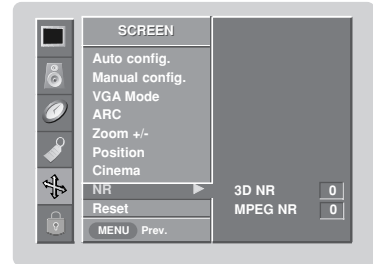 SCREEN
Auto config.
Manual config.
VGA Mode
ARC
Zoom +/-
Position
Cinema
NR ▶ 3D NR 0
Reset MPEG NR 0
MENU Prev.